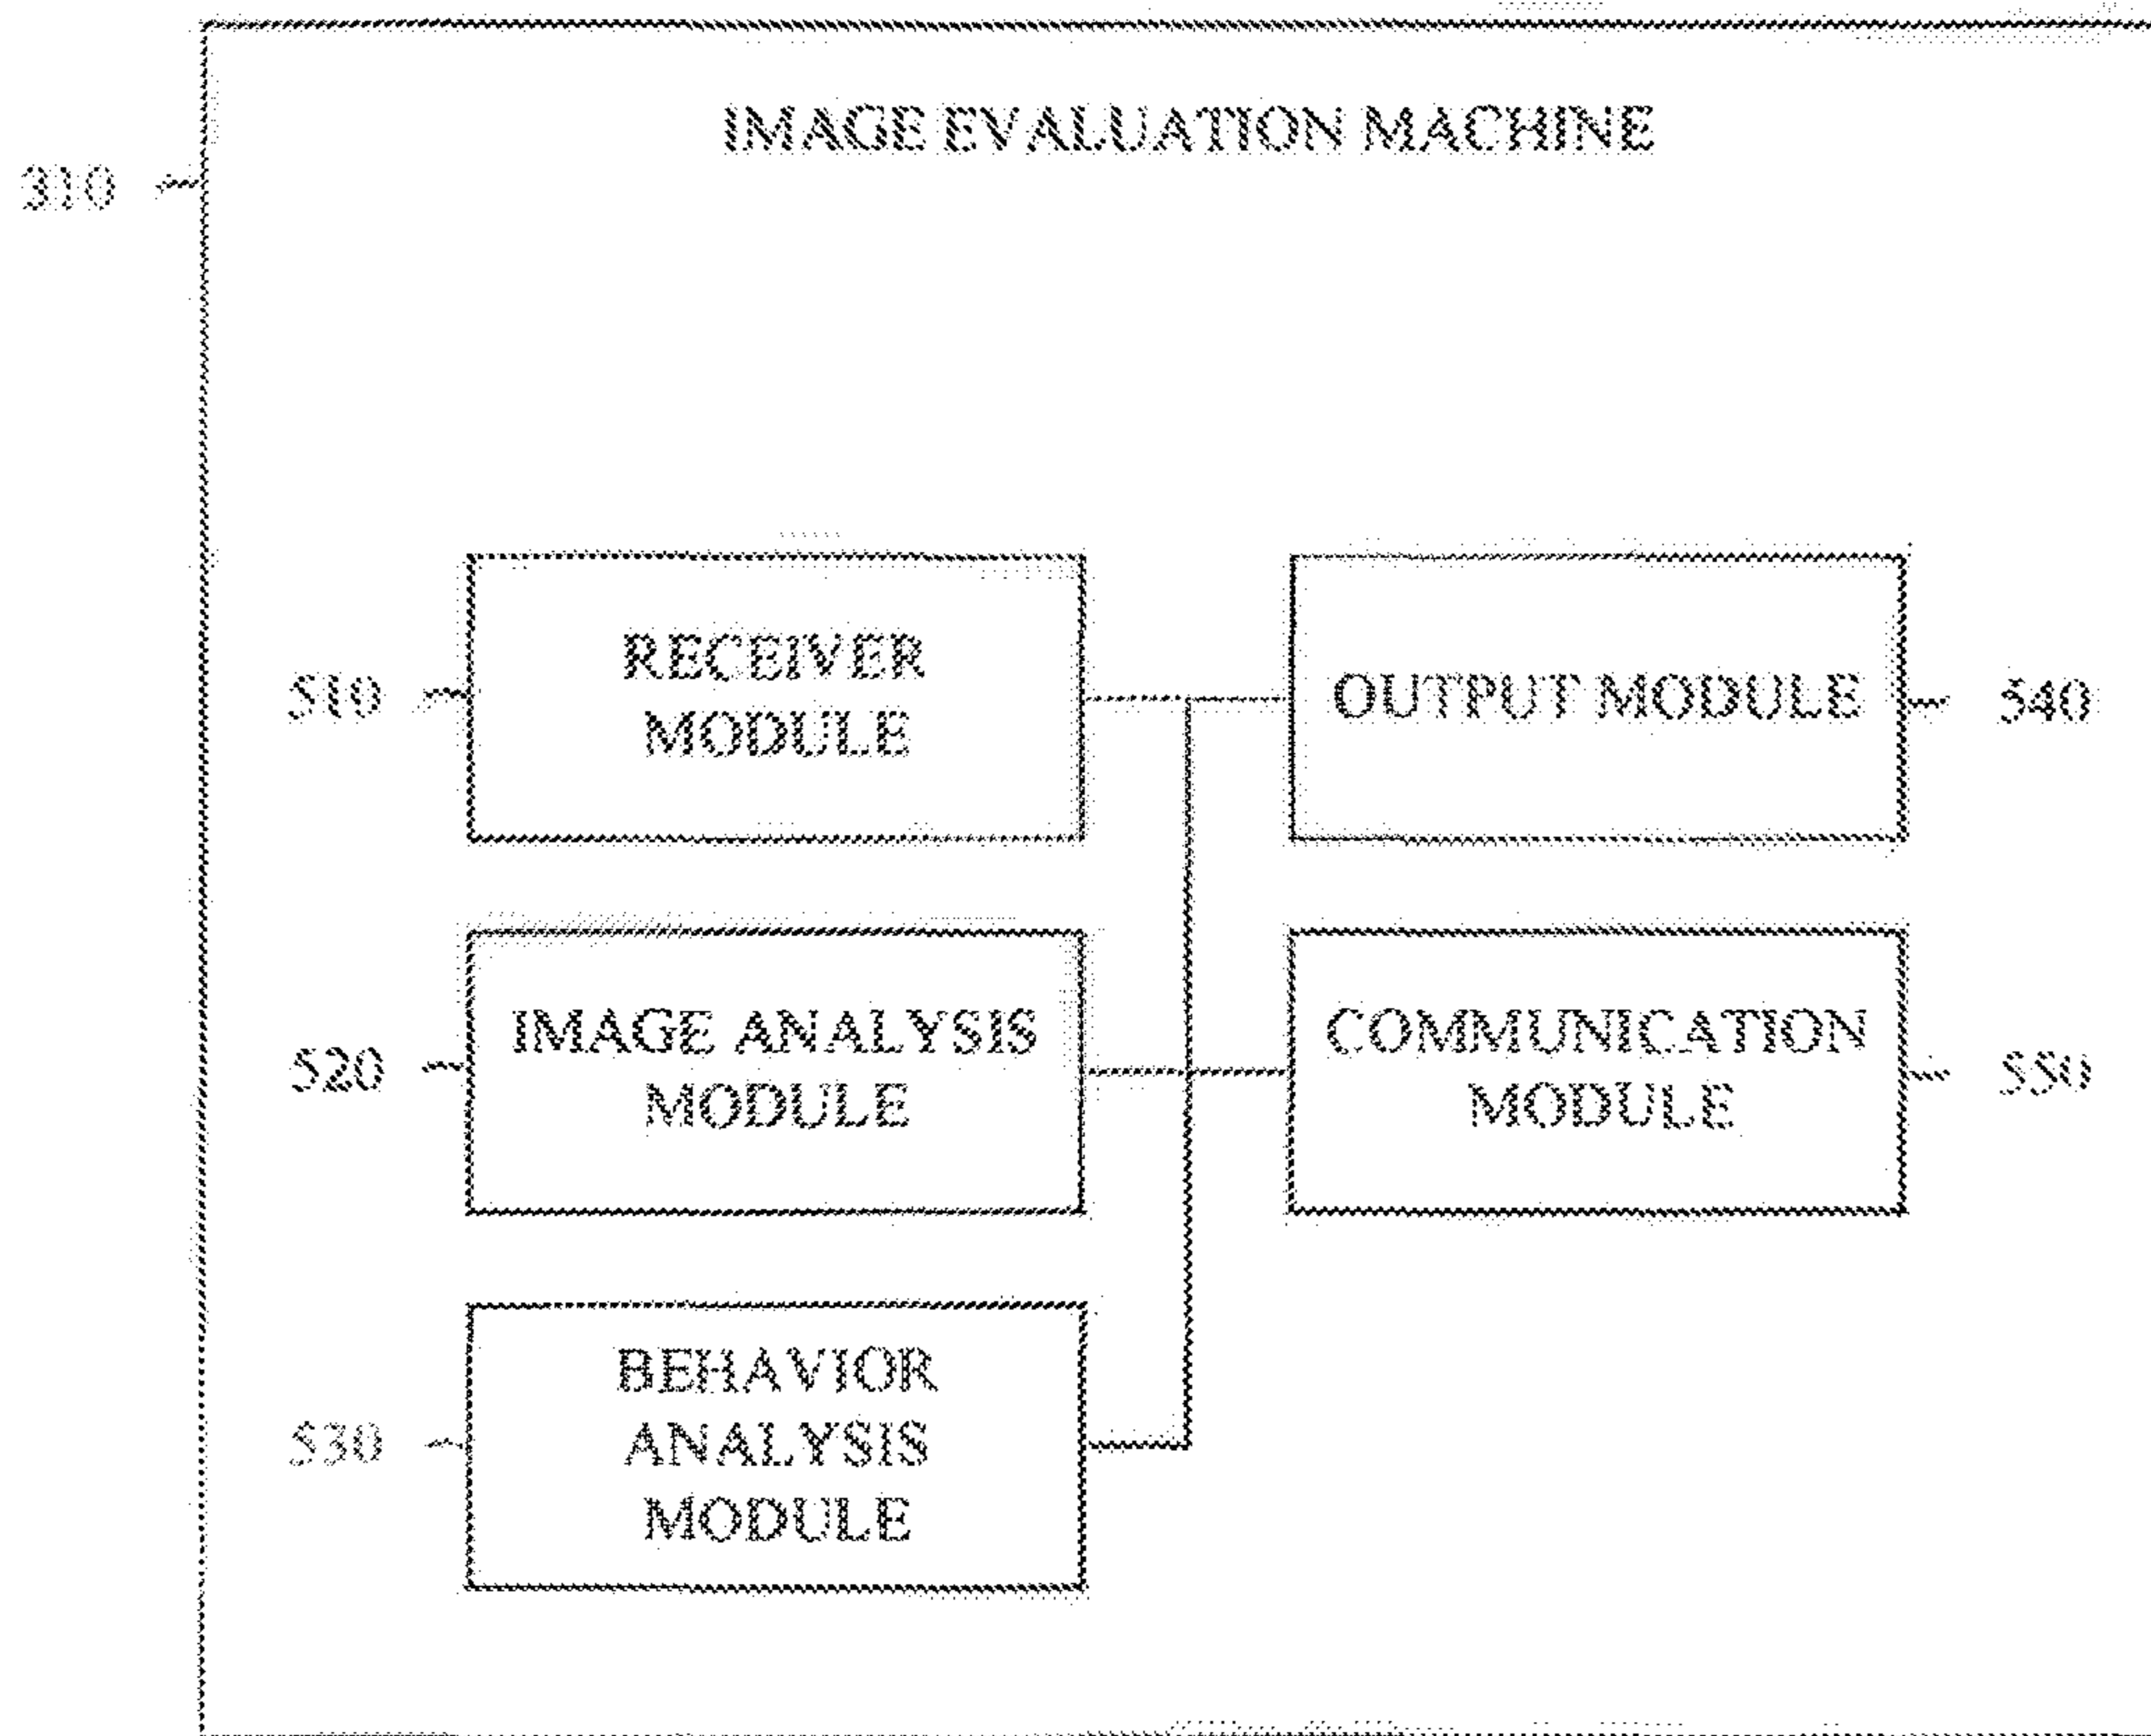 IMAGE EVALUATION MACHINE
310
RECEIVER
MODULE
510
OUTPUT MODULE
540
IMAGE ANALYSIS
MODULE
520
COMMUNICATION
MODULE
550
BEHAVIOR
ANALYSIS
MODULE
530